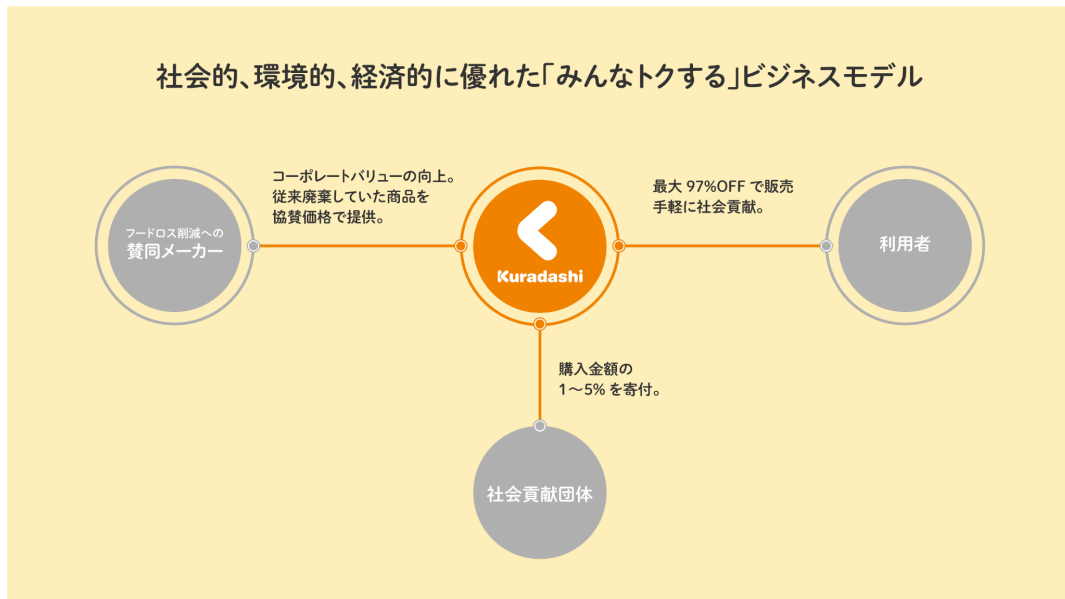 社会的、環境的、経済的に優れた「みんなトクする」ビジネスモデル
コーポレートバリューの向上。
従来廃棄していた商品を
協賛価格で提供。
最大 97%OFF で販売
手軽に社会貢献。
フードロス削減への
賛同メーカー
Kuradashi
利用者
購入金額の
1〜5% を寄付。
社会貢献団体